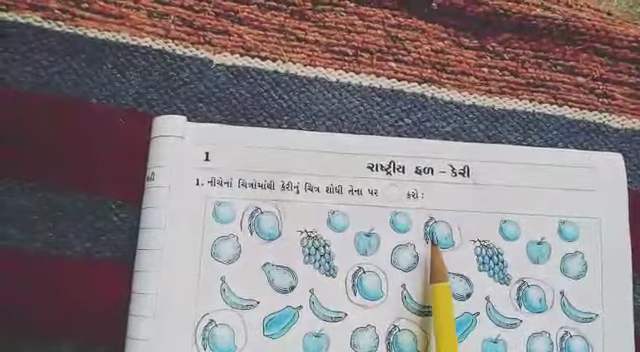 1
રાષ્ટ્રીય ફળ – કેરી
1. નીચેનાં ચિત્રોમાંથી કેરીનું ચિત્ર શોધી તેના પર ◯ કરો :